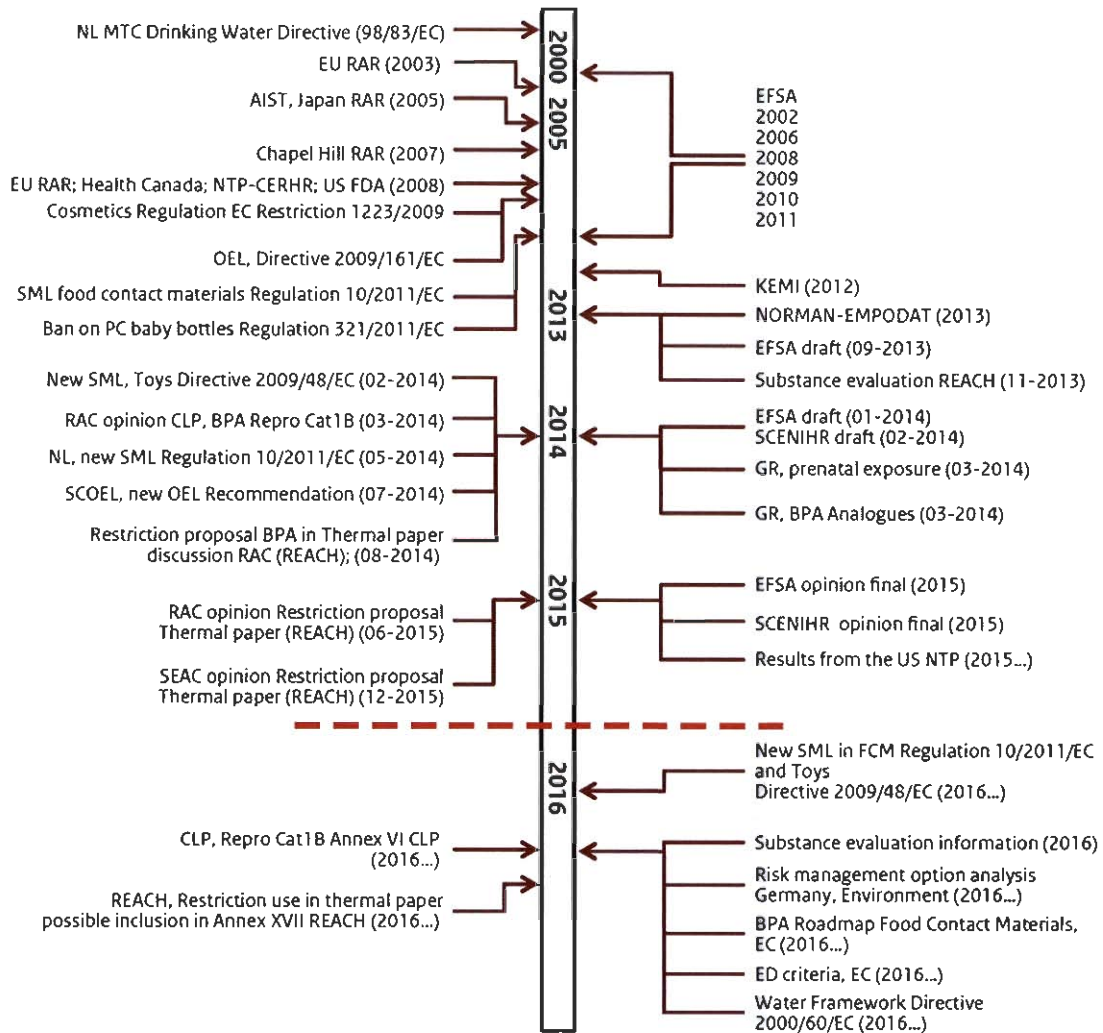 NL MTC Drinking Water Directive (98/83/EC)
EU RAR (2003)
AIST, Japan RAR (2005)
Chapel Hill RAR (2007)
EU RAR; Health Canada; NTP-CERHR; US FDA (2008)
Cosmetics Regulation EC Restriction 1223/2009
OEL, Directive 2009/161/EC
SML food contact materials Regulation 10/2011/EC
Ban on PC baby bottles Regulation 321/2011/EC
New SML, Toys Directive 2009/48/EC (02-2014)
RAC opinion CLP, BPA Repro Cat1B (03-2014)
NL, new SML Regulation 10/2011/EC (05-2014)
SCOEL, new OEL Recommendation (07-2014)
Restriction proposal BPA in Thermal paper
discussion RAC (REACH); (08-2014)
RAC opinion Restriction proposal
Thermal paper (REACH) (06-2015)
SEAC opinion Restriction proposal
Thermal paper (REACH) (12-2015)
CLP, Repro Cat1B Annex VI CLP
(2016...)
REACH, Restriction use in thermal paper
possible inclusion in Annex XVII REACH (2016...)
2000
2005
2013
2014
2015
2016
EFSA
2002
2006
2008
2009
2010
2011
KEMI (2012)
NORMAN-EMPODAT (2013)
EFSA draft (09-2013)
Substance evaluation REACH (11-2013)
EFSA draft (01-2014)
SCENIHR draft (02-2014)
GR, prenatal exposure (03-2014)
GR, BPA Analogues (03-2014)
EFSA opinion final (2015)
SCENIHR opinion final (2015)
Results from the US NTP (2015...)
New SML in FCM Regulation 10/2011/EC
and Toys
Directive 2009/48/EC (2016...)
Substance evaluation information (2016)
Risk management option analysis
Germany, Environment (2016...)
BPA Roadmap Food Contact Materials,
EC (2016...)
ED criteria, EC (2016...)
Water Framework Directive
2000/60/EC (2016...)